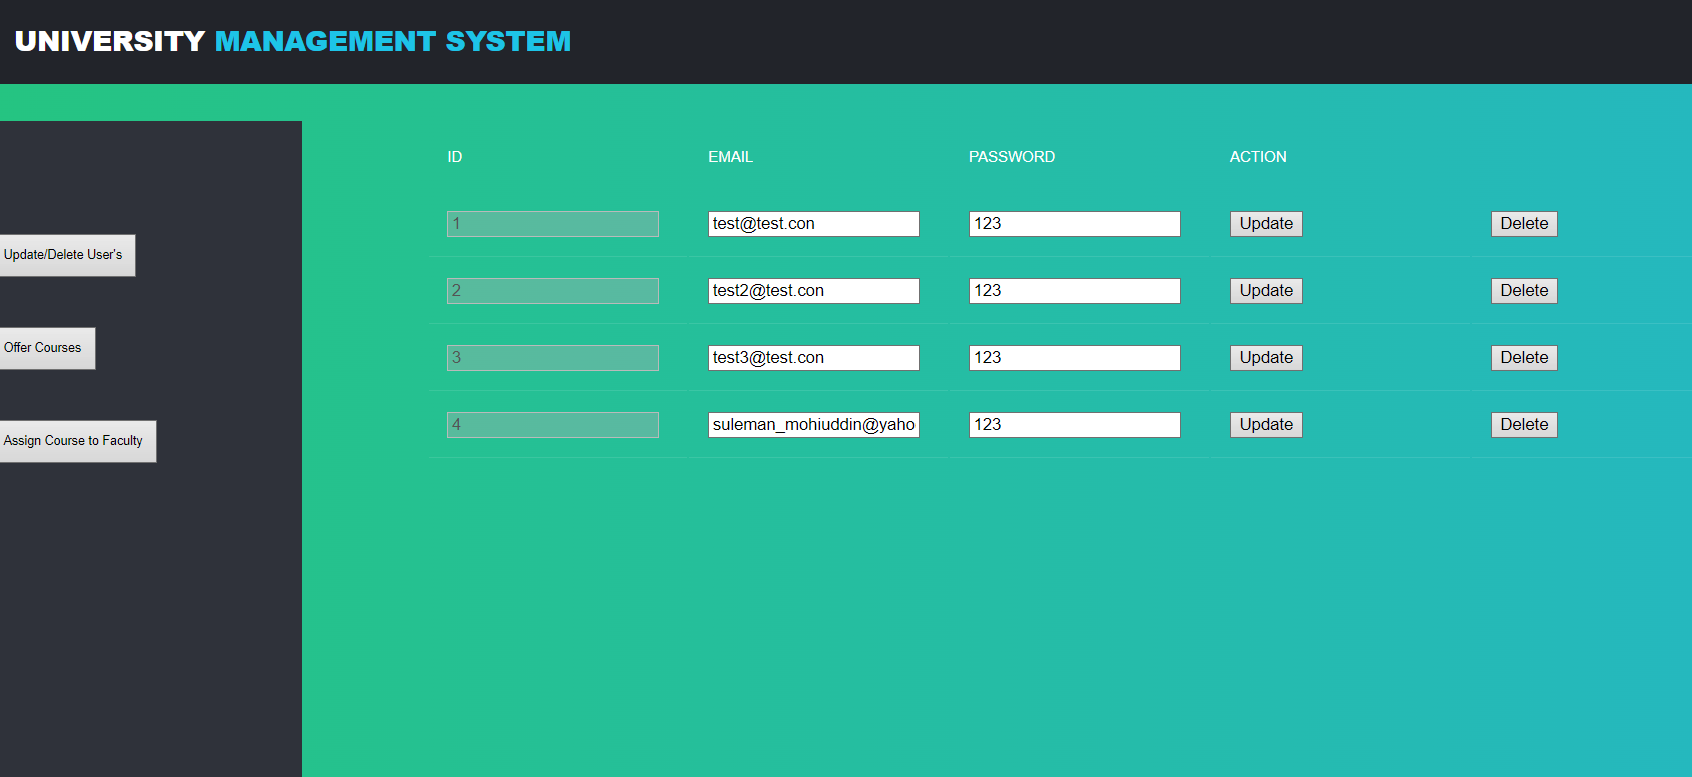 UNIVERSITY MANAGEMENT SYSTEM
Update/Delete User's
Offer Courses
Assign Course to Faculty
ID EMAIL PASSWORD ACTION
1 test@test.con 123 Update Delete
2 test2@test.con 123 Update Delete
3 test3@test.con 123 Update Delete
4 suleman_mohiuddin@yaho 123 Update Delete